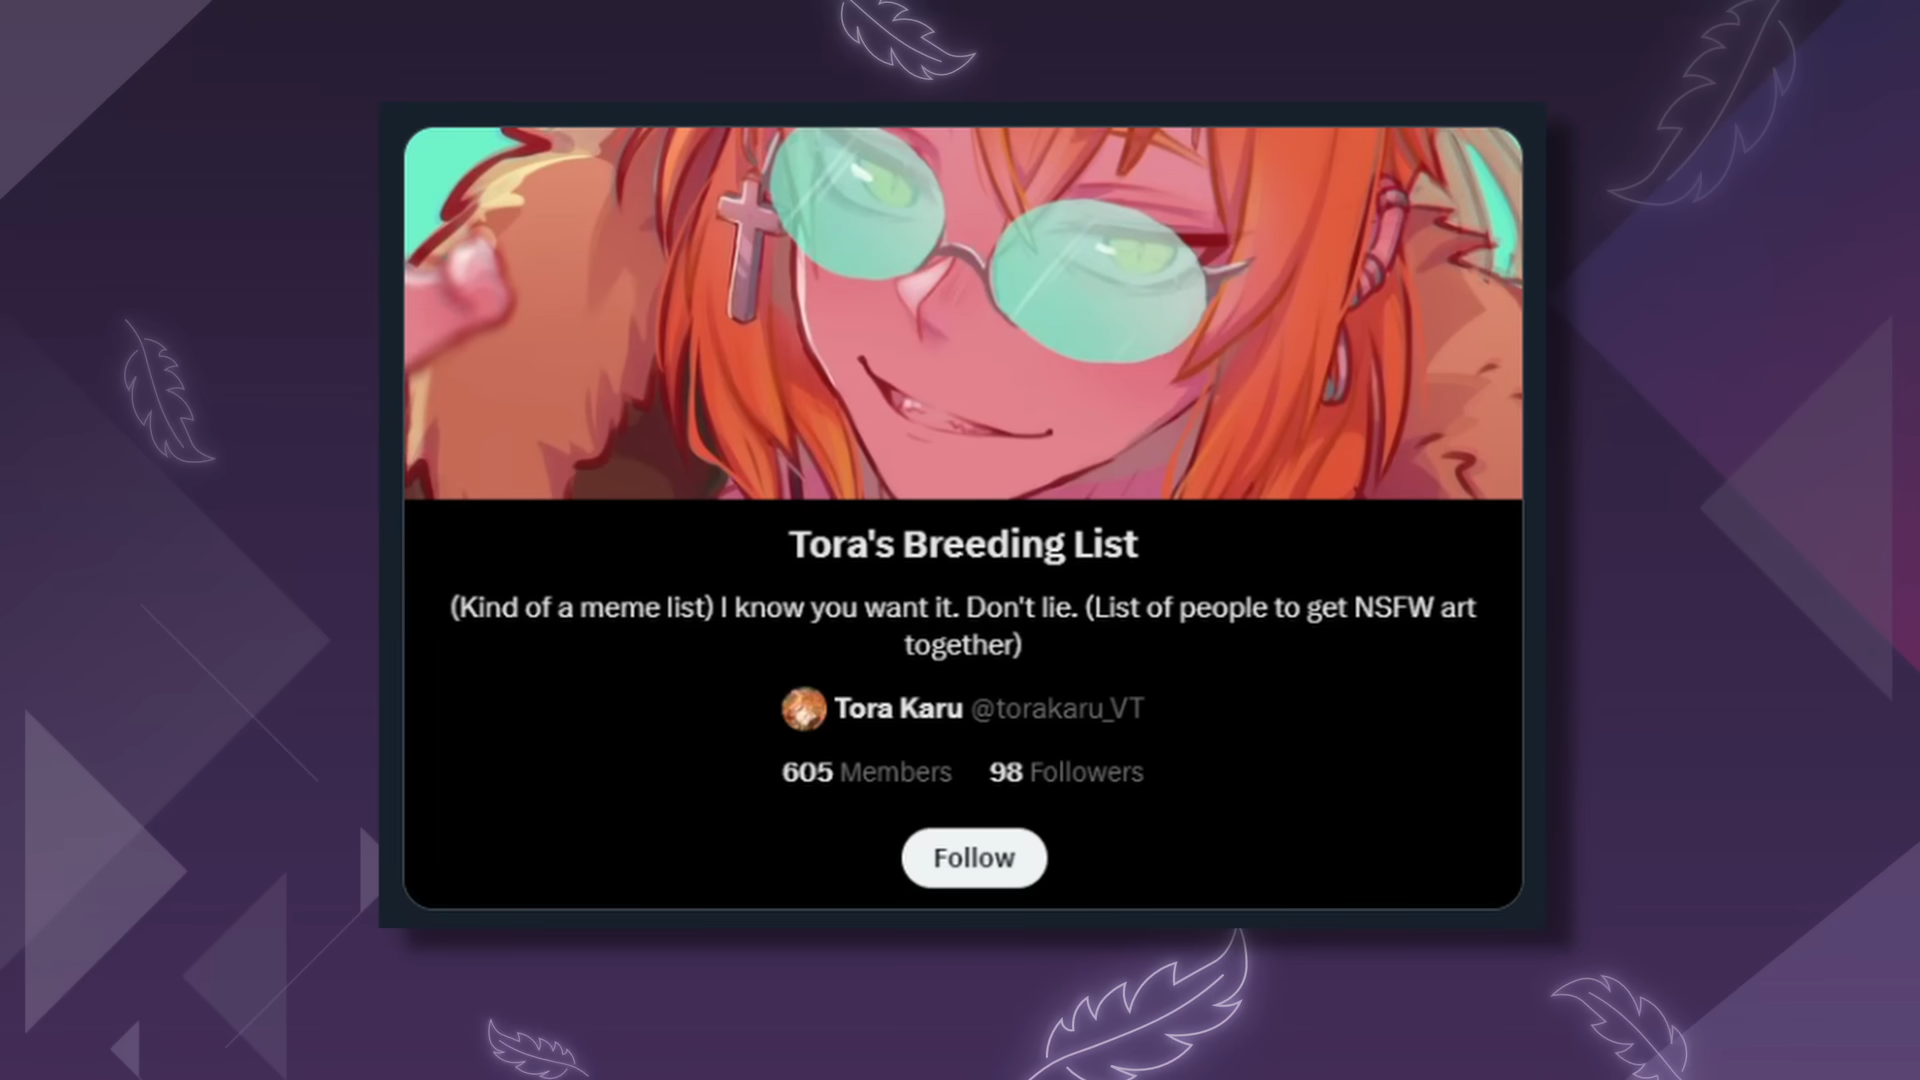 Tora's Breeding List
(Kind of a meme list) I know you want it. Don't lie. (List of people to get NSFW art
together)
Tora Karu @torakaru_VT
605 Members 98 Followers
Follow